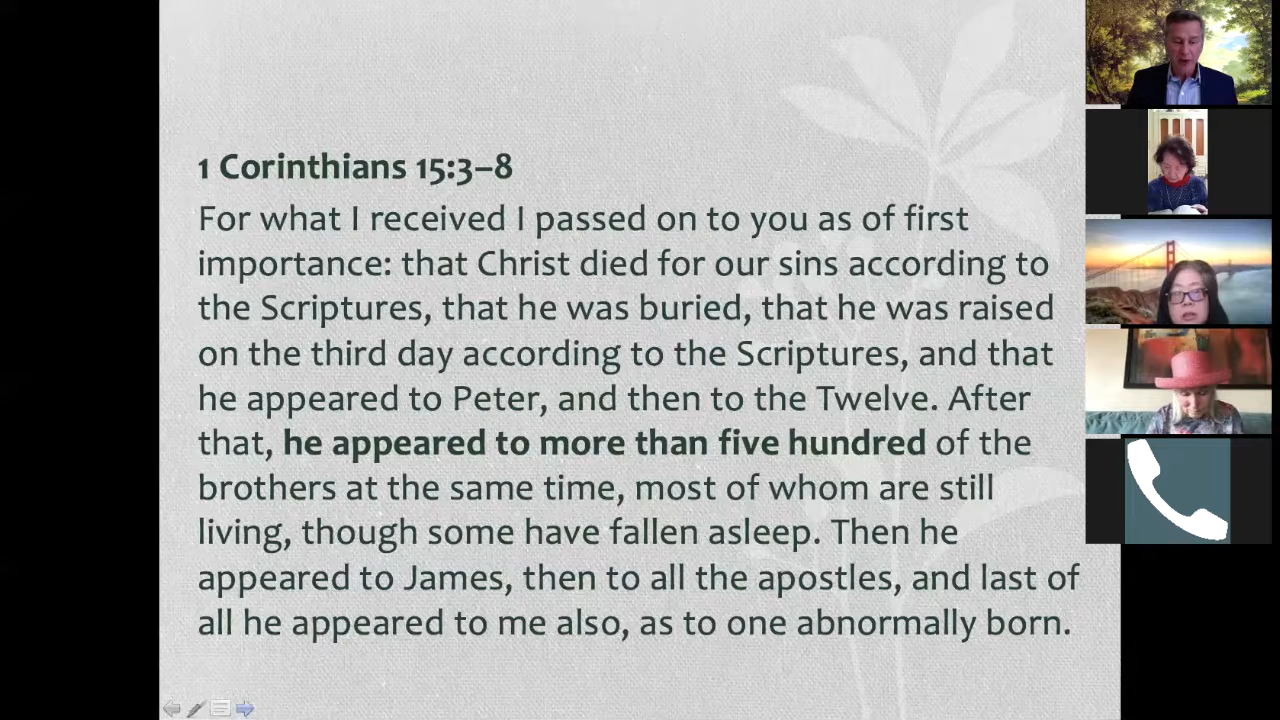 1 Corinthians 15:3–8
For what I received I passed on to you as of first
importance: that Christ died for our sins according to
the Scriptures, that he was buried, that he was raised
on the third day according to the Scriptures, and that
he appeared to Peter, and then to the Twelve. After
that, he appeared to more than five hundred of the
brothers at the same time, most of whom are still
living, though some have fallen asleep. Then he
appeared to James, then to all the apostles, and last of
all he appeared to me also, as to one abnormally born.